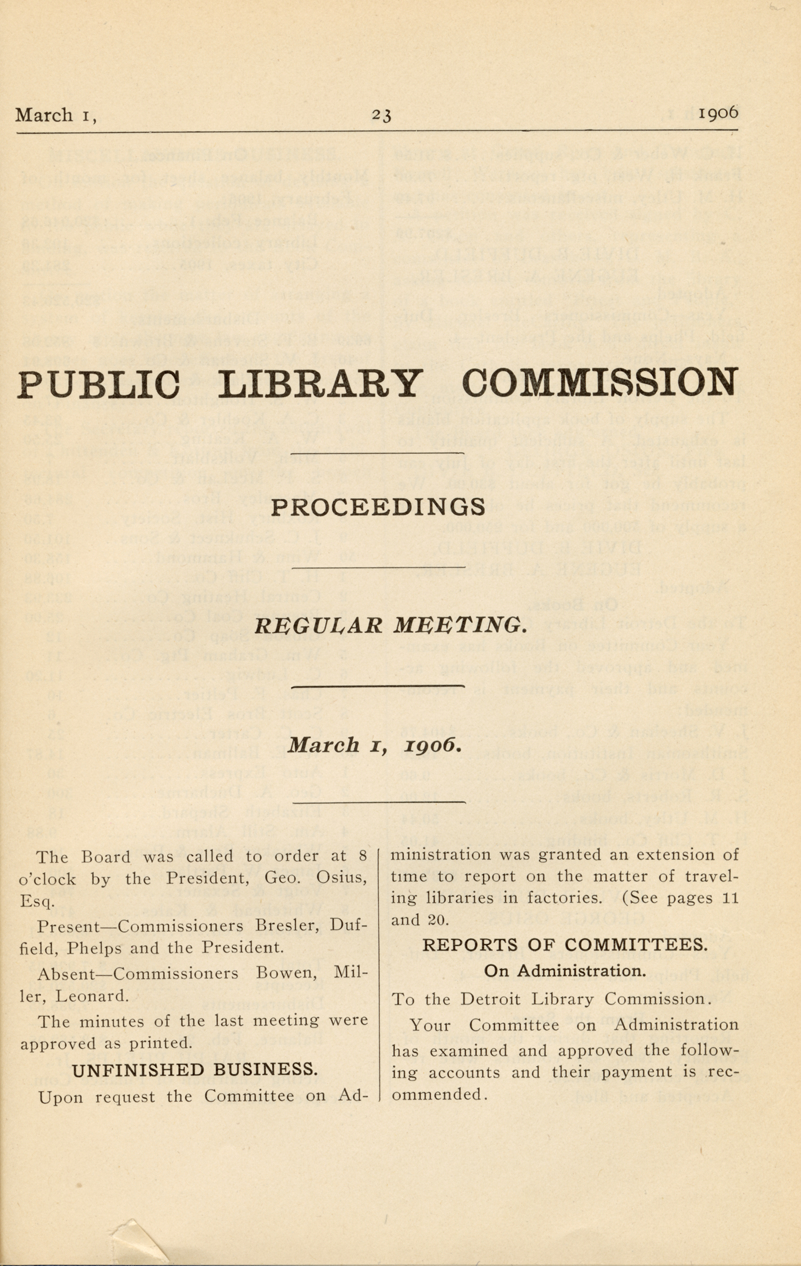 March 1, 23 1906
PUBLIC LIBRARY COMMISSION
PROCEEDINGS
REGULAR MEETING.
March 1, 1906.
The Board was called to order at 8
o'clock by the President, Geo. Osius,
Esq.
Present—Commissioners Bresler, Duf-
field, Phelps and the President.
Absent—Commissioners Bowen, Mil-
ler, Leonard.
The minutes of the last meeting were
approved as printed.
UNFINISHED BUSINESS.
Upon request the Committee on Ad-
ministration was granted an extension of
time to report on the matter of travel-
ing libraries in factories. (See pages 11
and 20.
REPORTS OF COMMITTEES.
On Administration.
To the Detroit Library Commission.
Your Committee on Administration
has examined and approved the follow-
ing accounts and their payment is rec-
ommended.